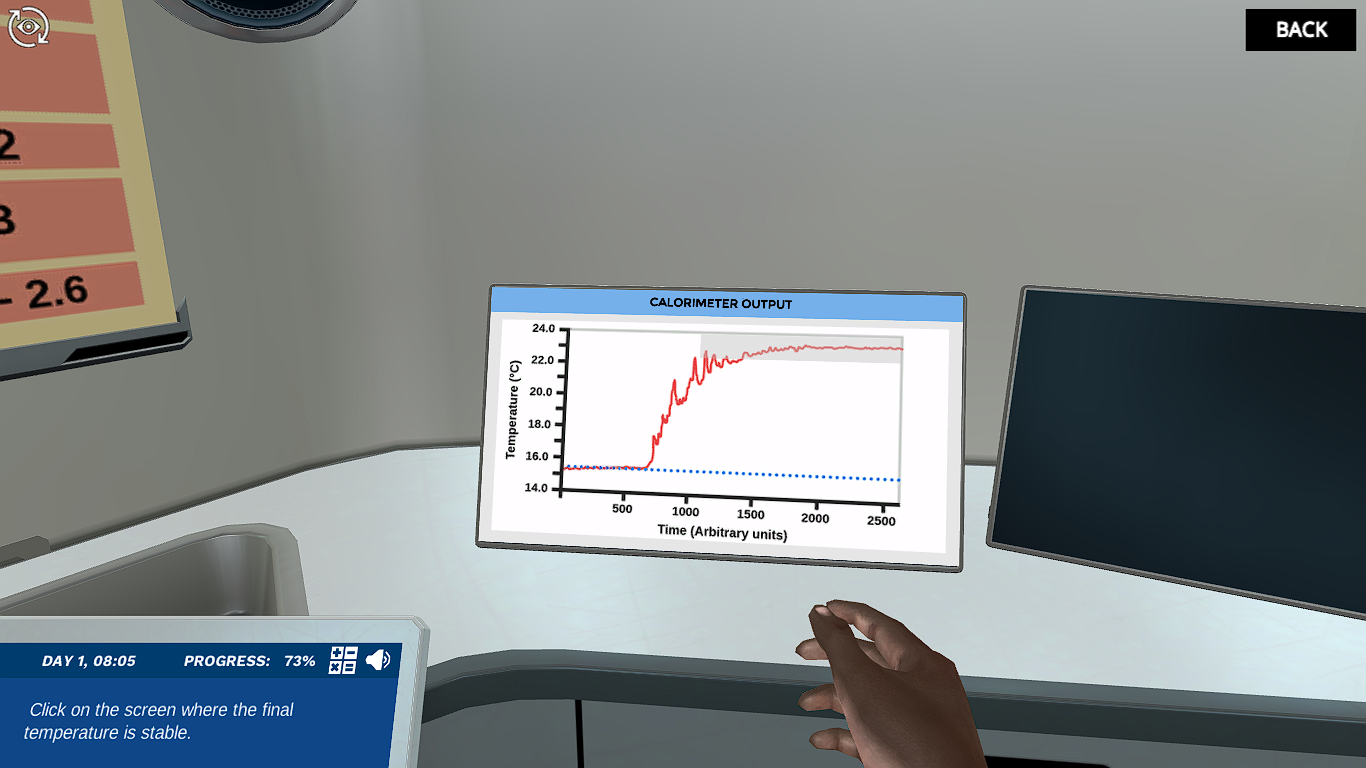 BACK
2
3
- 2.6
CALORIMETER OUTPUT
24.0
22.0
20.0
18.0
16.0
14.0
Temperature (°C)
500
1000
1500
2000
2500
Time (Arbitrary units)
DAY 1, 08:05
PROGRESS: 73%
Click on the screen where the final
temperature is stable.